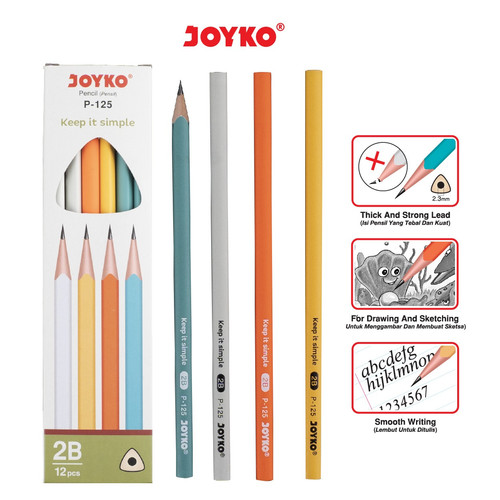 JOYKO®
JOYKO®
Pencil (Pensil)
P-125
Keep it simple
2B
12 pcs
Keep it simple 2B P-125 JOYKO
Keep it simple 2B P-125 JOYKO
Keep it simple 2B P-125 JOYKO
Keep it simple 2B P-125 JOYKO
2.3mm
Thick And Strong Lead
(Isi Pensil Yang Tebal Dan Kuat)
For Drawing And Sketching
(Untuk Menggambar Dan Membuat Sketsa)
abcdefg
hijklmnop
1234567
Smooth Writing
(Lembut Untuk Ditulis)